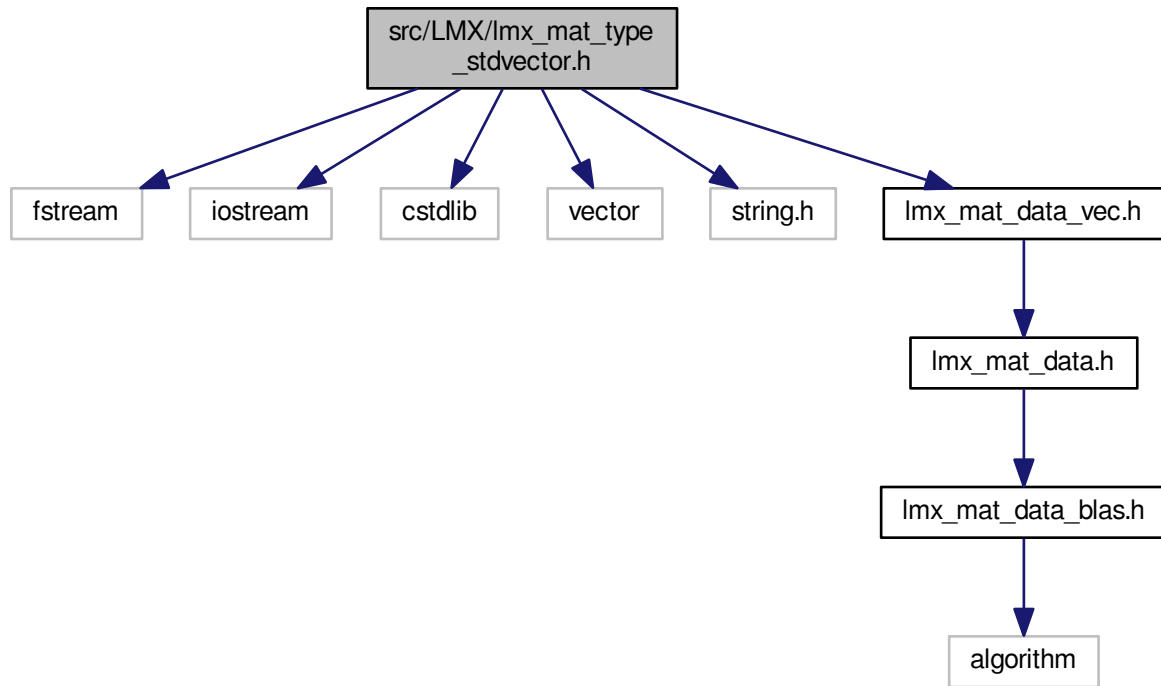 src/LMX/lmx_mat_type
_stdvector.h
fstream
iostream
cstdlib
vector
string.h
lmx_mat_data_vec.h
lmx_mat_data.h
lmx_mat_data_blas.h
algorithm